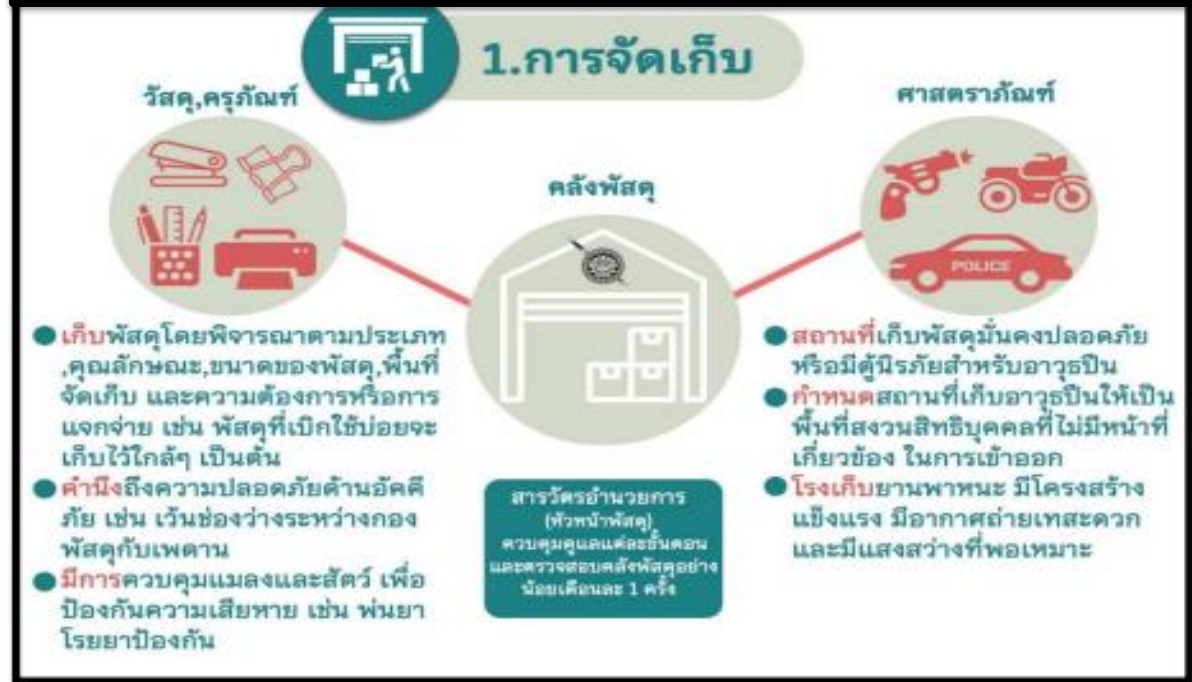 1.การจัดเก็บ
วัสดุ,ครุภัณฑ์
●เก็บพัสดุโดยพิจารณาตามประเภท
,คุณลักษณะ,ขนาดของพัสดุ,พื้นที่
จัดเก็บ และความต้องการหรือการ
แจกจ่าย เช่น พัสดุที่เบิกใช้บ่อยจะ
เก็บไว้ใกล้ๆ เป็นต้น
●คำนึงถึงความปลอดภัยด้านอัคคี
ภัย เช่น เว้นช่องว่างระหว่างกอง
พัสดุกับเพดาน
●มีการควบคุมแมลงและสัตว์ เพื่อ
ป้องกันความเสียหาย เช่น พ่นยา
โรยยาป้องกัน
คลังพัสดุ
สารวัตรอำนวยการ
(หัวหน้าพัสดุ)
ควบคุมดูแลแต่ละขั้นตอน
และตรวจสอบคลังพัสดุอย่าง
น้อยเดือนละ 1 ครั้ง
ศาสตราภัณฑ์
POLICE
●สถานที่เก็บพัสดุมั่นคงปลอดภัย
หรือมีตู้นิรภัยสำหรับอาวุธปืน
●กำหนดสถานที่เก็บอาวุธปืนให้เป็น
พื้นที่สงวนสิทธิบุคคลที่ไม่มีหน้าที่
เกี่ยวข้อง ในการเข้าออก
●โรงเก็บยานพาหนะ มีโครงสร้าง
แข็งแรง มีอากาศถ่ายเทสะดวก
และมีแสงสว่างที่พอเหมาะ